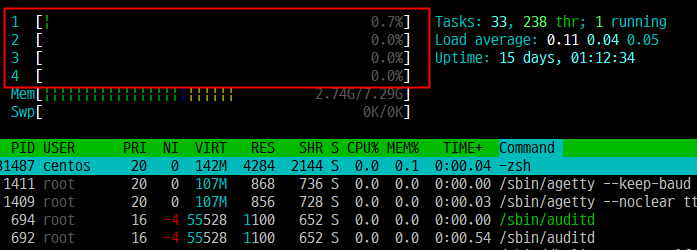 1 [¦ 0.7%]
2 [ 0.0%]
3 [ 0.0%]
4 [ 0.0%]
Mem[¦¦¦¦¦¦¦¦¦¦¦¦¦¦¦¦¦¦¦¦¦¦¦¦¦¦ 2.74G/7.29G]
Swp[ 0K/0K]
Tasks: 33, 238 thr; 1 running
Load average: 0.11 0.04 0.05
Uptime: 15 days, 01:12:34
PID USER PRI NI VIRT RES SHR S CPU% MEM% TIME+ Command
31487 centos 20 0 142M 4284 2144 S 0.0 0.1 0:00.04 -zsh
1411 root 20 0 107M 868 736 S 0.0 0.0 0:00.00 /sbin/agetty --keep-baud
1409 root 20 0 107M 856 728 S 0.0 0.0 0:00.03 /sbin/agetty --noclear tt
694 root 16 -4 55528 1100 652 S 0.0 0.0 0:00.00 /sbin/auditd
692 root 16 -4 55528 1100 652 S 0.0 0.0 0:00.54 /sbin/auditd